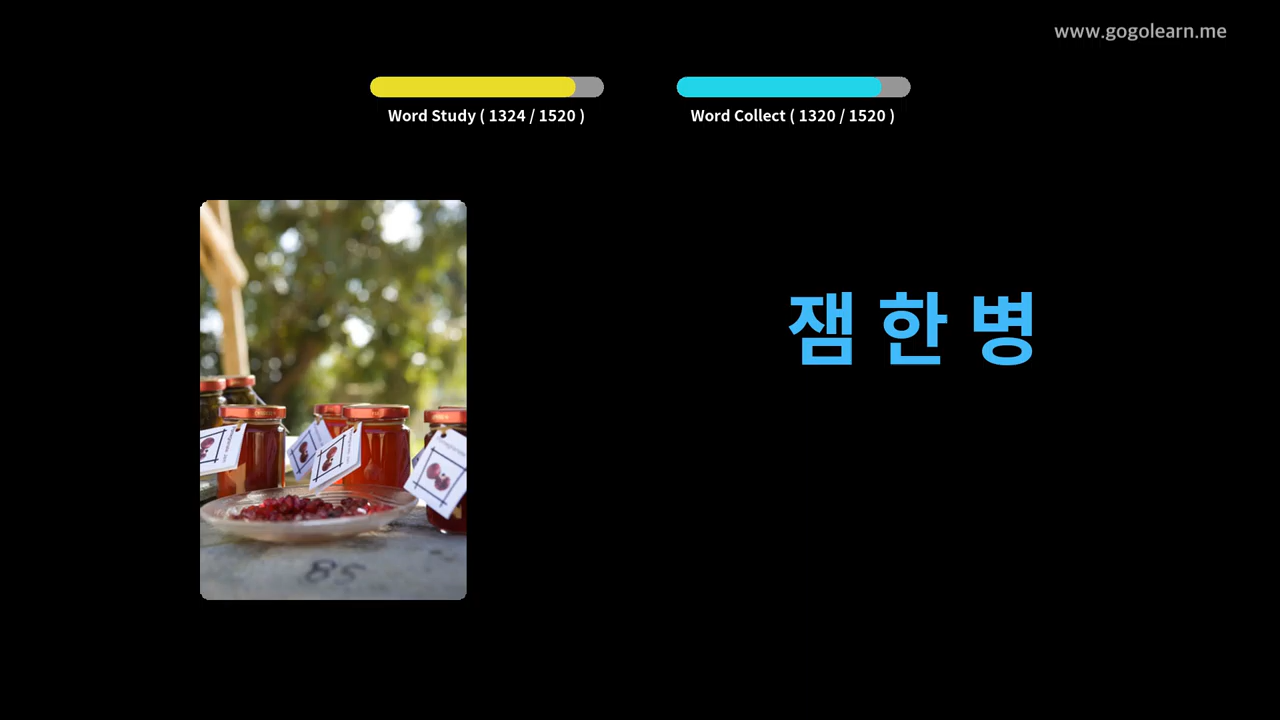 www.gogolearn.me
Word Study ( 1324 / 1520 )
Word Collect ( 1320 / 1520 )
잼 한 병
85